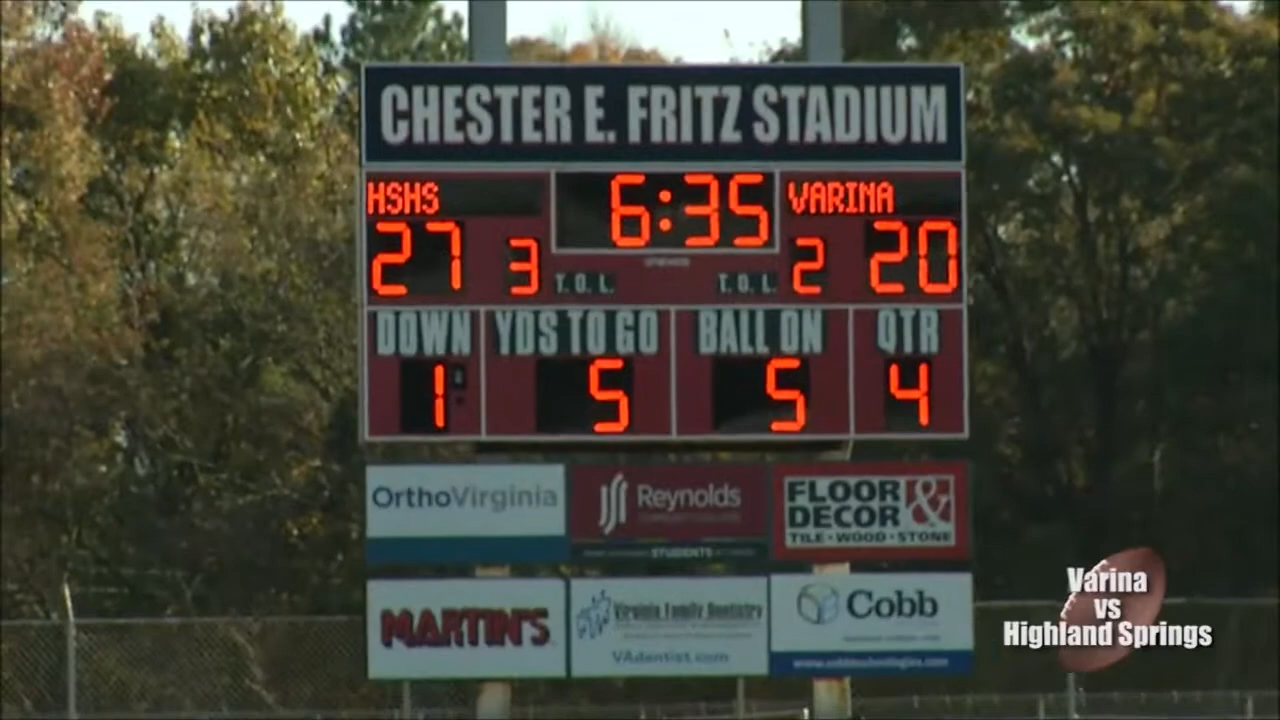 CHESTER E. FRITZ STADIUM
HSHS 6:35 VARINA
27 3 T.O.L. T.O.L. 2 20
DOWN YDS TO GO BALL ON QTR
1 5 5 4
OrthoVirginia
Reynolds
STUDENTS
FLOOR & DECOR
TILE · WOOD · STONE
MARTIN'S
Virginia Family Dentistry
VAdentist.com
Cobb
Varina
vs
Highland Springs